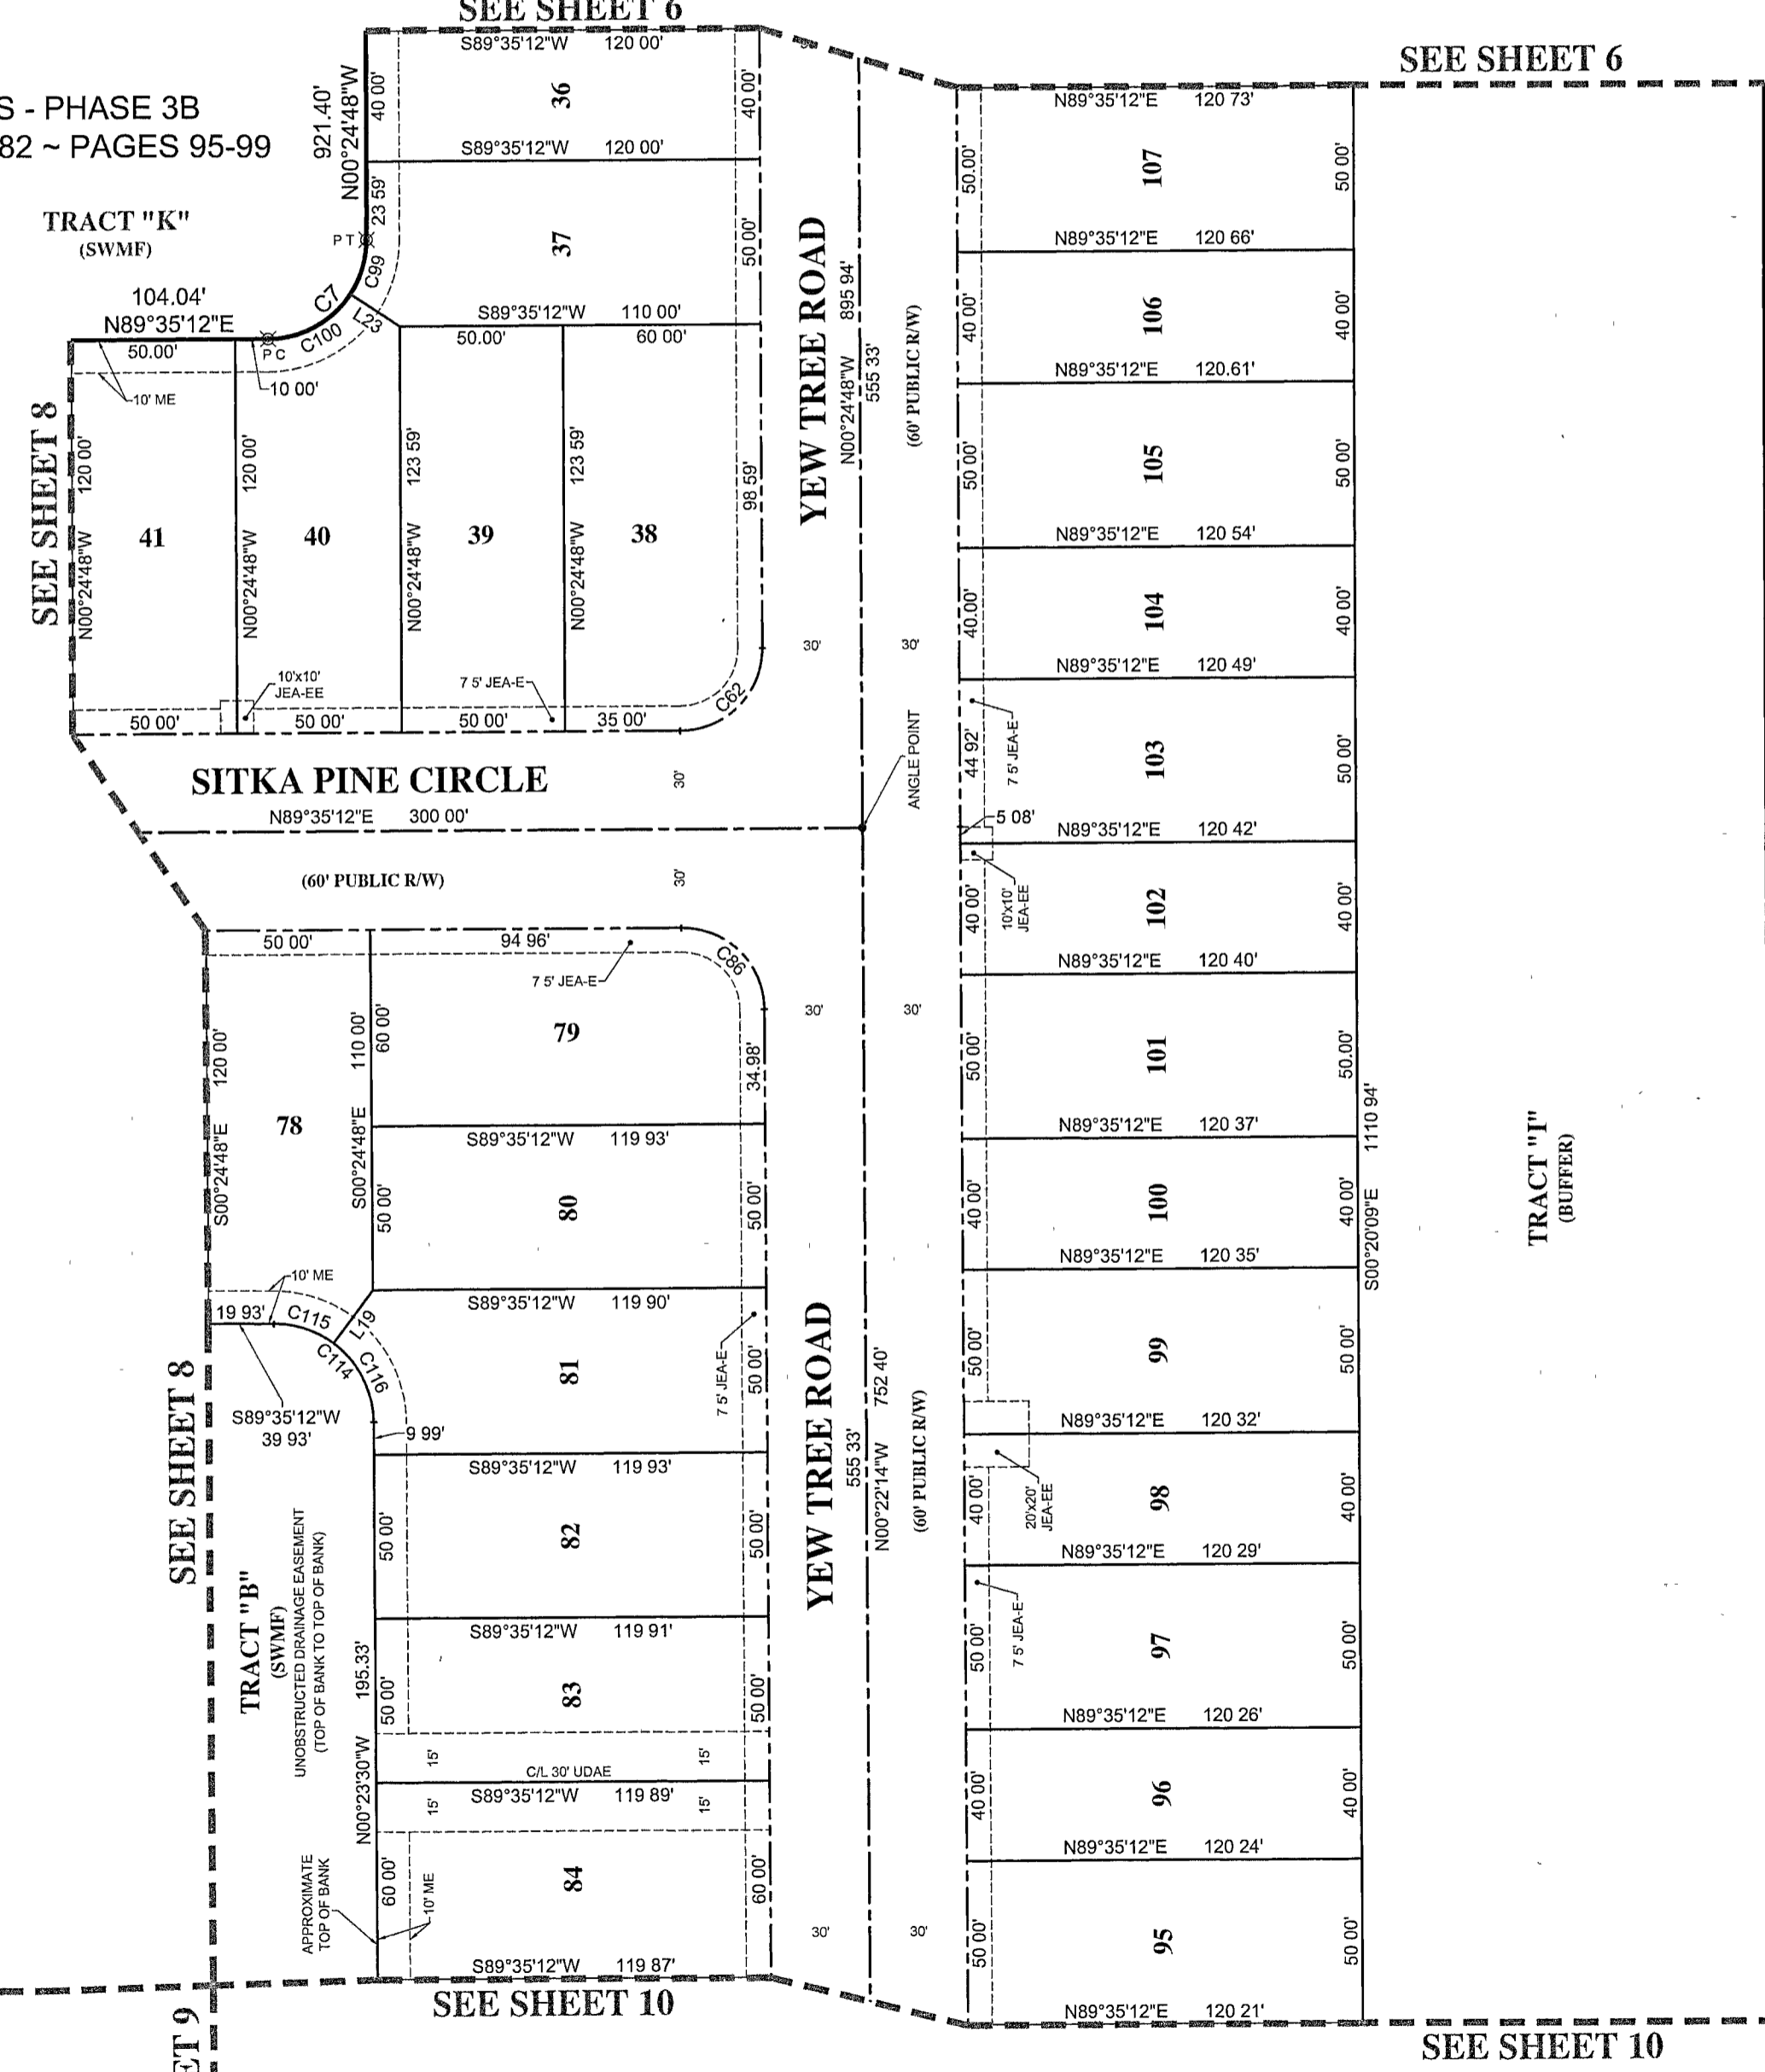 SEE SHEET 6
S89°35'12"W 120 00'
SEE SHEET 6
S - PHASE 3B
82 ~ PAGES 95-99
921.40'
N00°24'48"W
40 00'
36
40 00'
S89°35'12"W 120 00'
N89°35'12"E 120 73'
50.00'
107
50 00'
TRACT "K"
(SWMF)
23 59'
P T
C99
37
50 00'
N89°35'12"E 120 66'
104.04'
N89°35'12"E
C7
L23
C100
P C
50.00'
10 00'
10' ME
S89°35'12"W 110 00'
50.00'
60 00'
YEW TREE ROAD
N00°24'48"W 895 94'
555 33'
(60' PUBLIC R/W)
40 00'
106
40 00'
N89°35'12"E 120.61'
SEE SHEET 8
N00°24'48"W 120 00'
41
N00°24'48"W 120 00'
40
N00°24'48"W 123 59'
39
N00°24'48"W 123 59'
38
98 59'
50 00'
105
50 00'
N89°35'12"E 120 54'
40.00'
104
40 00'
30'
30'
N89°35'12"E 120 49'
10'x10'
JEA-EE
7 5' JEA-E
C62
50 00'
50 00'
50 00'
35 00'
7 5' JEA-E
44 92'
103
50 00'
ANGLE POINT
SITKA PINE CIRCLE
30'
N89°35'12"E 300 00'
5 08'
N89°35'12"E 120 42'
(60' PUBLIC R/W)
30'
10'x10'
JEA-EE
40 00'
102
40 00'
50 00'
94 96'
7 5' JEA-E
C86
N89°35'12"E 120 40'
30'
30'
S00°24'48"E 120 00'
78
S00°24'48"E 110 00'
60 00'
79
34.98'
50 00'
101
50.00'
S89°35'12"W 119 93'
N89°35'12"E 120 37'
S00°20'09"E 1110 94'
TRACT "I"
(BUFFER)
50 00'
80
50 00'
40 00'
100
40 00'
N89°35'12"E 120 35'
10' ME
S89°35'12"W 119 90'
19 93'
C115
L19
C114
C116
S89°35'12"W
39 93'
9 99'
81
7 5' JEA-E
50 00'
50 00'
99
50 00'
SEE SHEET 8
YEW TREE ROAD
555 33'
N00°22'14"W 752 40'
(60' PUBLIC R/W)
N89°35'12"E 120 32'
S89°35'12"W 119 93'
20'x20'
JEA-EE
40 00'
98
40 00'
50 00'
82
50 00'
N89°35'12"E 120 29'
TRACT "B"
(SWMF)
UNOBSTRUCTED DRAINAGE EASEMENT
(TOP OF BANK TO TOP OF BANK)
S89°35'12"W 119 91'
7 5' JEA-E
50 00'
97
50 00'
N00°23'30"W 195.33'
50 00'
83
50 00'
N89°35'12"E 120 26'
15'
15'
C/L 30' UDAE
S89°35'12"W 119 89'
15'
15'
40 00'
96
40 00'
N89°35'12"E 120 24'
APPROXIMATE
TOP OF BANK
60 00'
10' ME
84
60 00'
30'
30'
50 00'
95
50 00'
S89°35'12"W 119 87'
SEE SHEET 10
N89°35'12"E 120 21'
SEE SHEET 10
ET 9